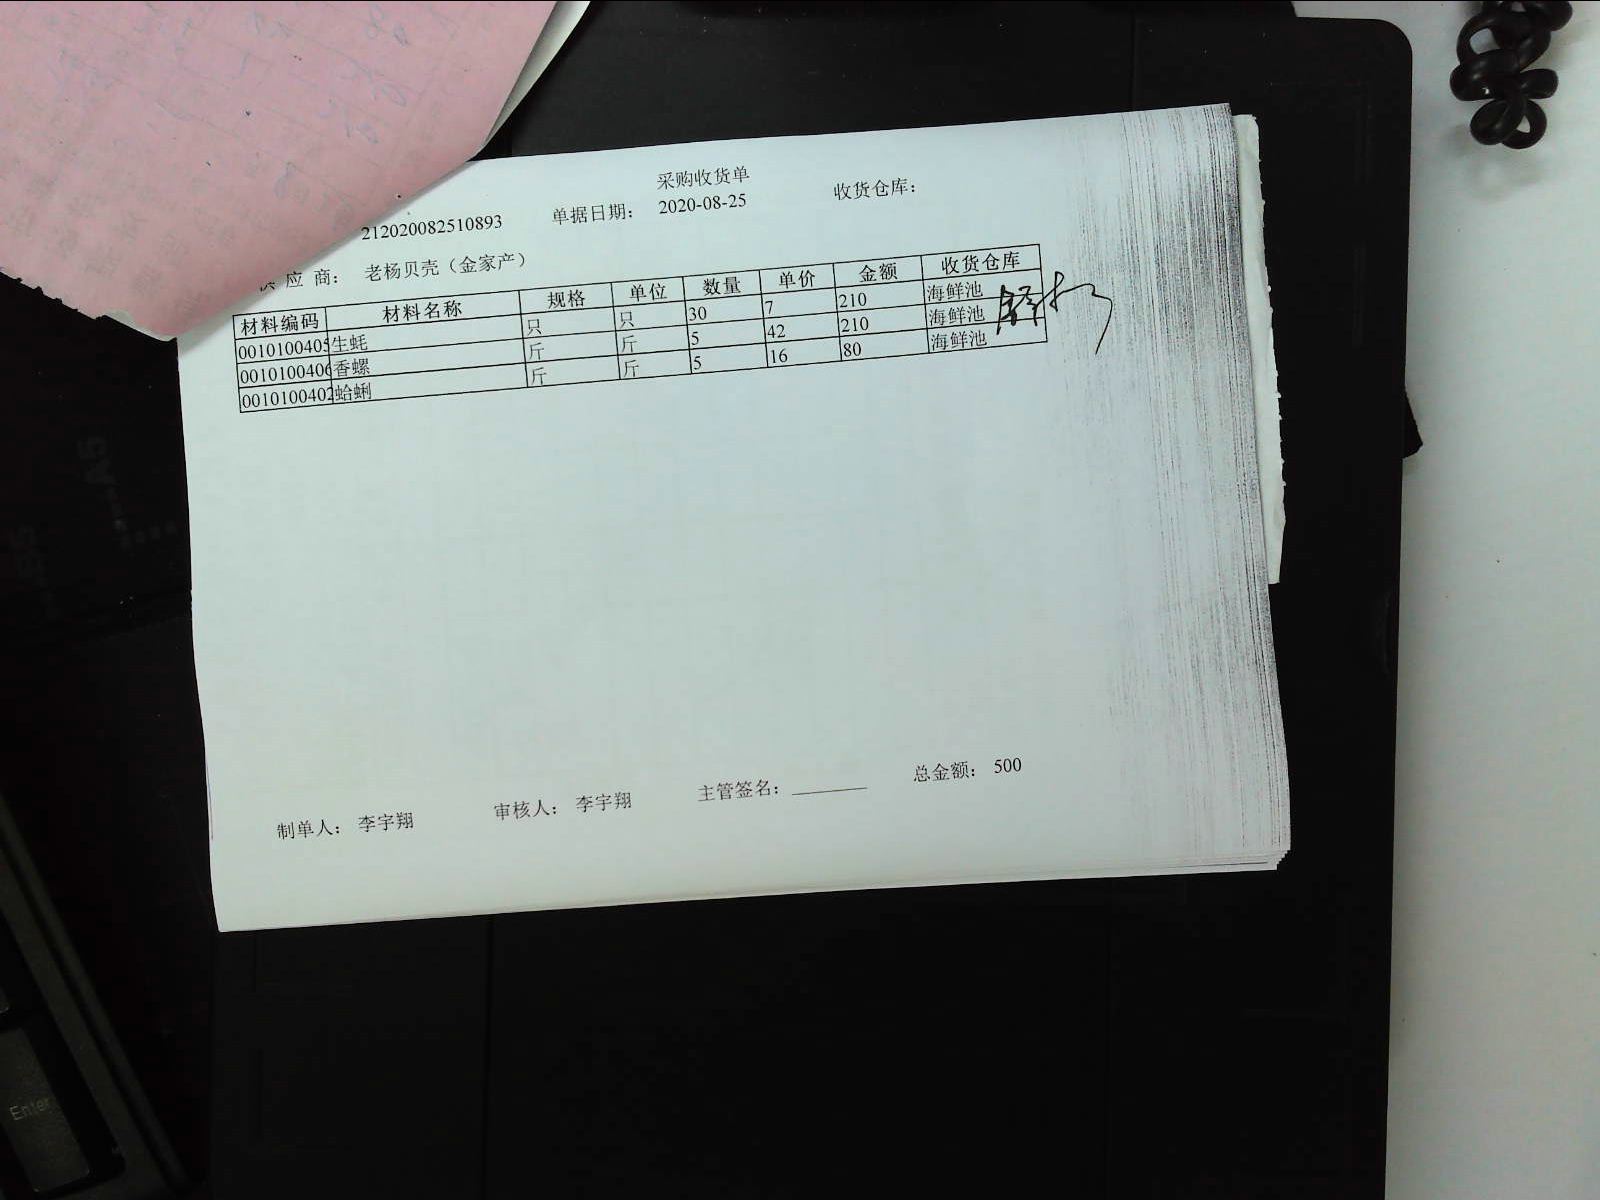 采购收货单
212020082510893 单据日期： 2020-08-25 收货仓库：
应 商： 老杨贝壳（金家产）
材料编码 材料名称 规格 单位 数量 单价 金额 收货仓库
0010100405 生蚝 只 只 30 7 210 海鲜池
0010100406 香螺 斤 斤 5 42 210 海鲜池
0010100402 蛤蜊 斤 斤 5 16 80 海鲜池
制单人： 李宇翔 审核人： 李宇翔 主管签名： 总金额： 500
Enter